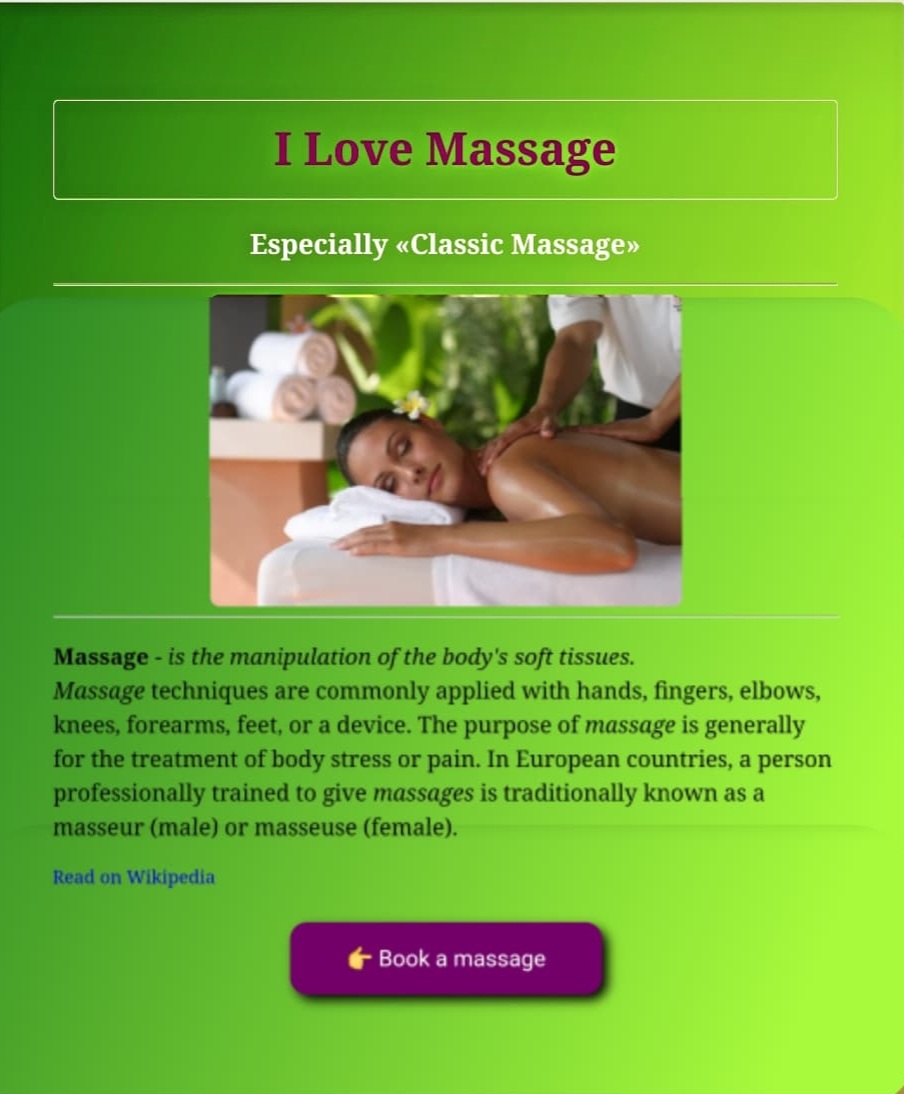 I Love Massage
Especially «Classic Massage»
Massage - is the manipulation of the body's soft tissues.
Massage techniques are commonly applied with hands, fingers, elbows,
knees, forearms, feet, or a device. The purpose of massage is generally
for the treatment of body stress or pain. In European countries, a person
professionally trained to give massages is traditionally known as a
masseur (male) or masseuse (female).
Read on Wikipedia
👉 Book a massage